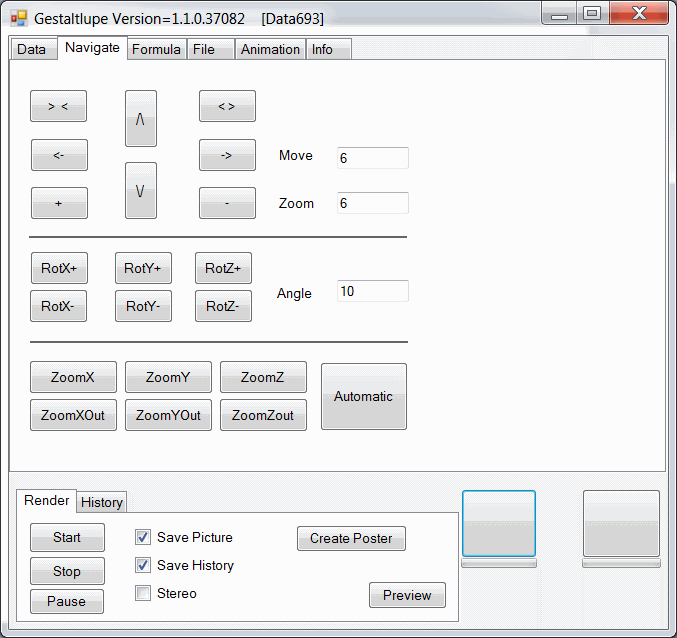 Gestaltlupe Version=1.1.0.37082 [Data693]
Data Navigate Formula File Animation Info
> < /\ < >
<- -> Move 6
\/
+ - Zoom 6
RotX+ RotY+ RotZ+
Angle 10
RotX- RotY- RotZ-
ZoomX ZoomY ZoomZ
Automatic
ZoomXOut ZoomYOut ZoomZout
Render History
Start Save Picture Create Poster
Stop Save History
Pause Stereo Preview